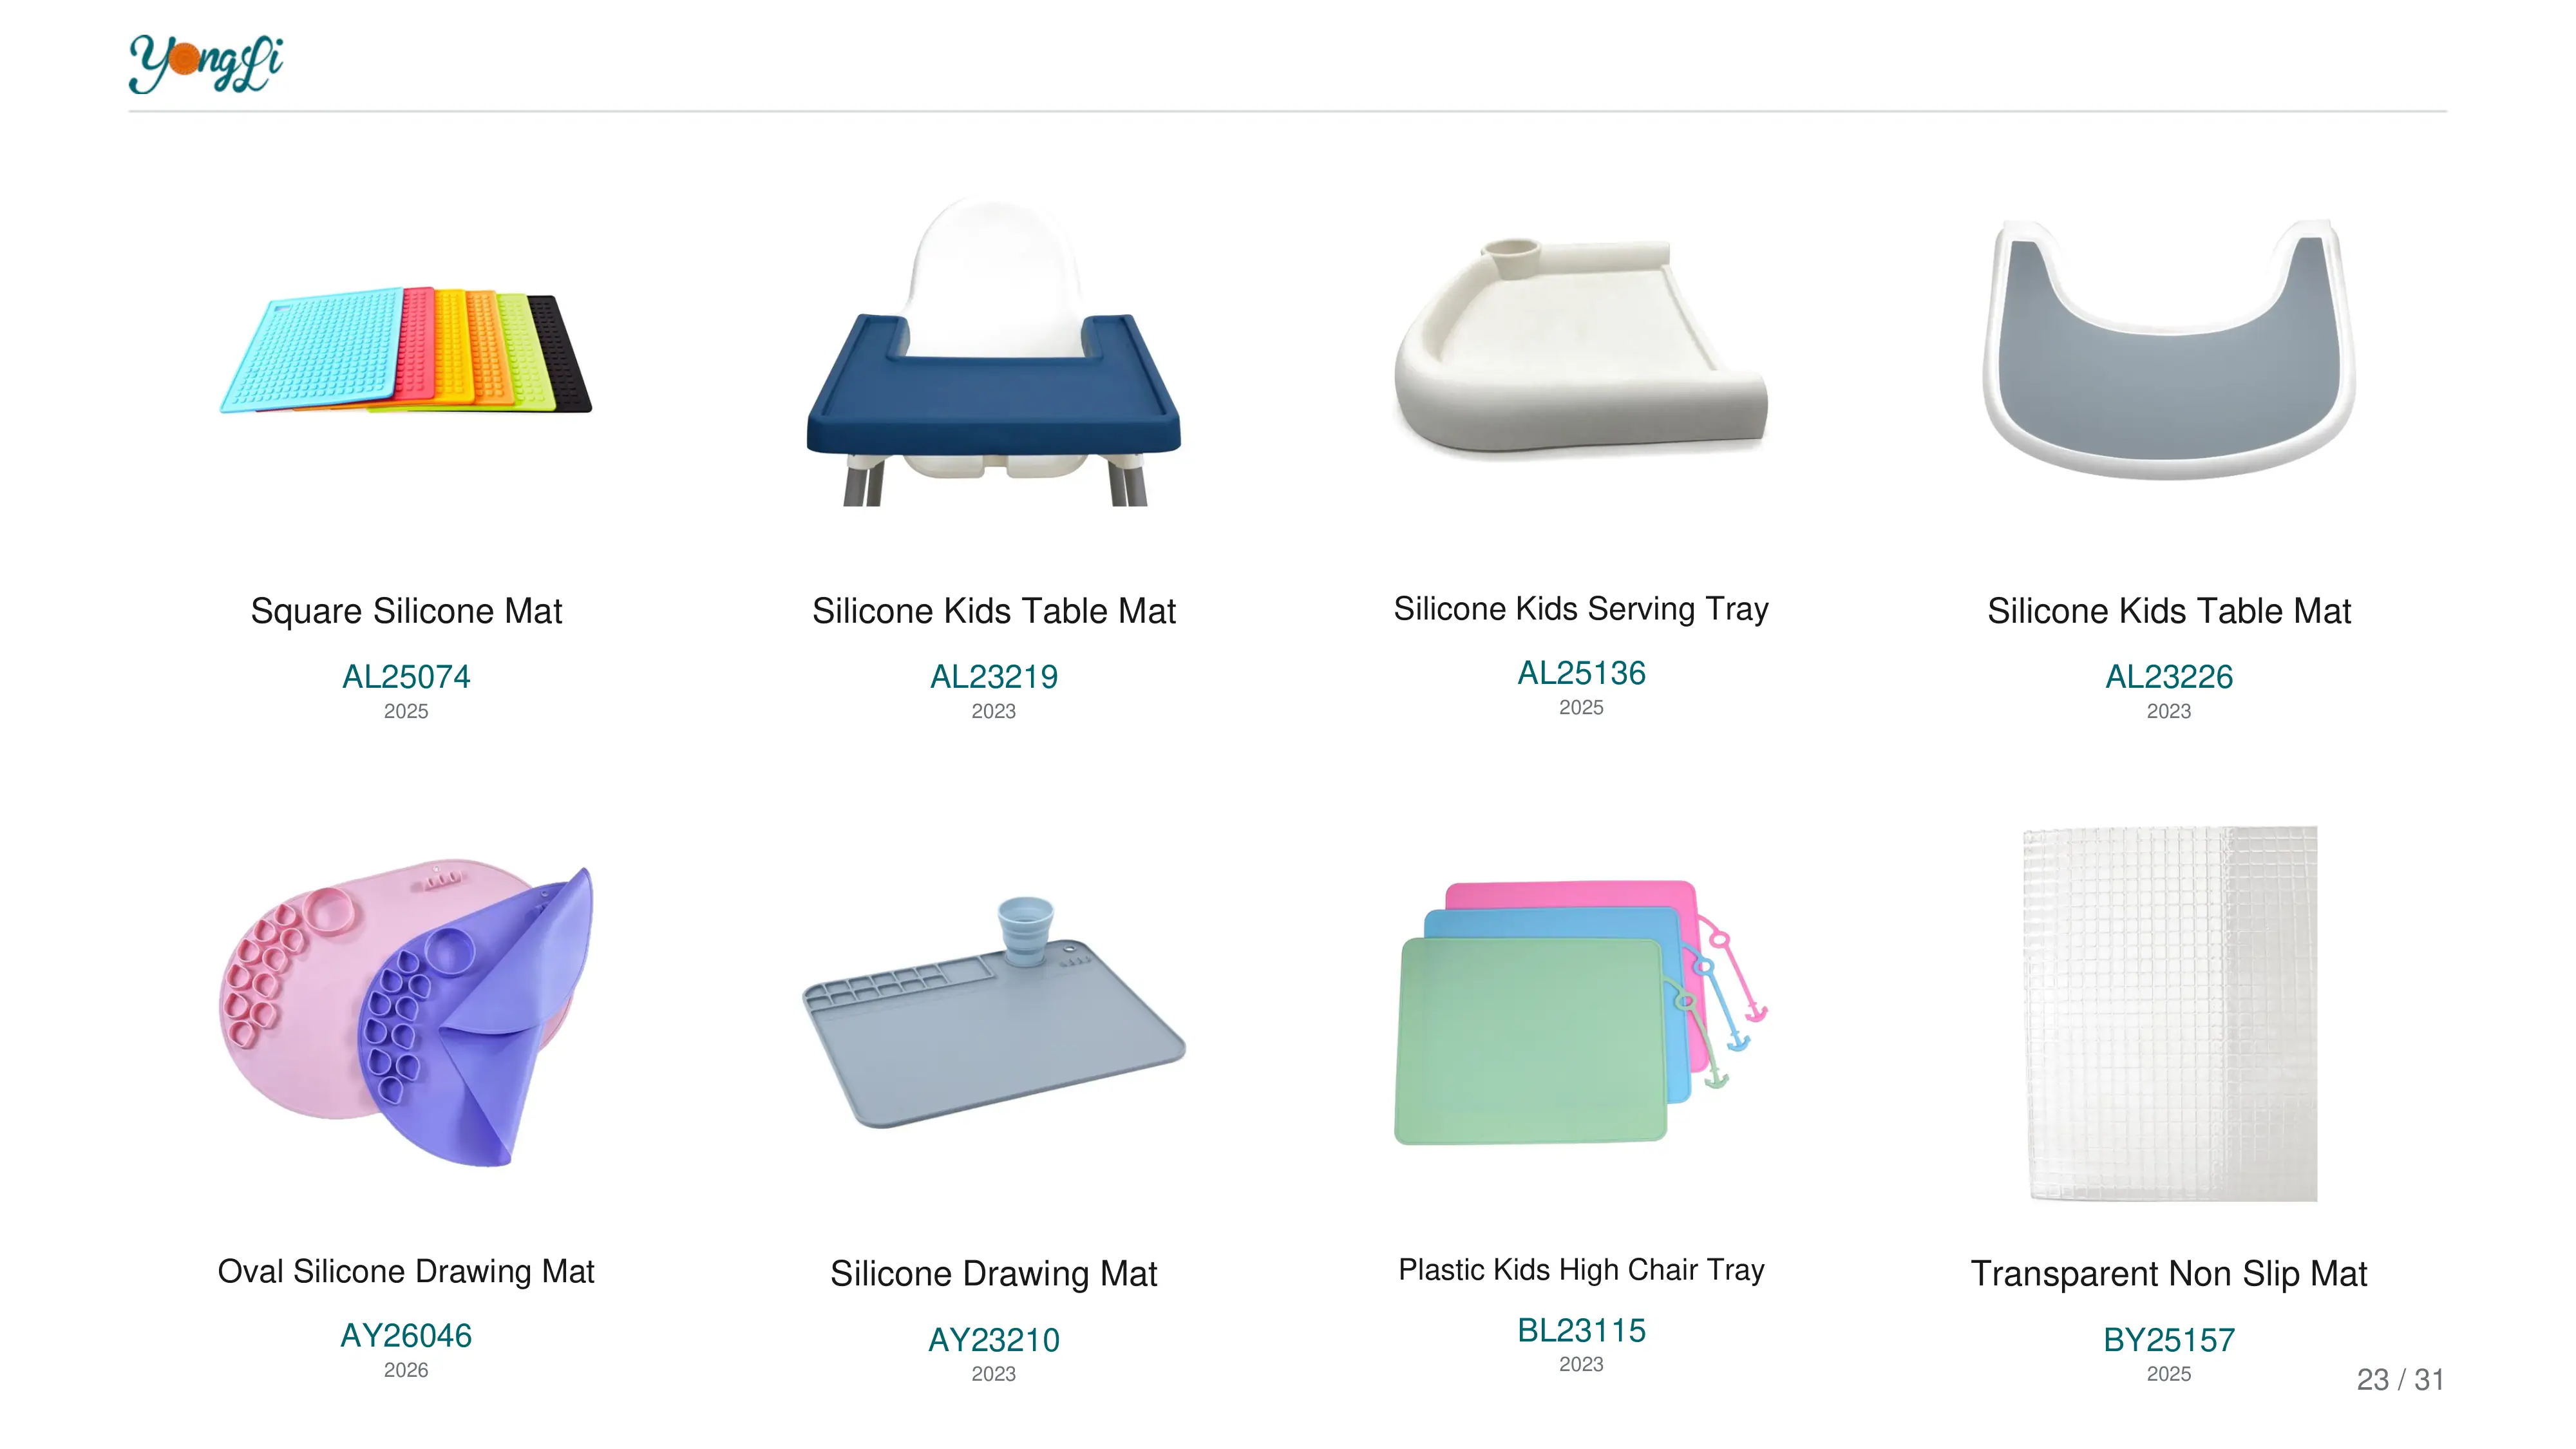 YongLi
Square Silicone Mat
AL25074
2025
Silicone Kids Table Mat
AL23219
2023
Silicone Kids Serving Tray
AL25136
2025
Silicone Kids Table Mat
AL23226
2023
Oval Silicone Drawing Mat
AY26046
2026
Silicone Drawing Mat
AY23210
2023
Plastic Kids High Chair Tray
BL23115
2023
Transparent Non Slip Mat
BY25157
2025
23 / 31